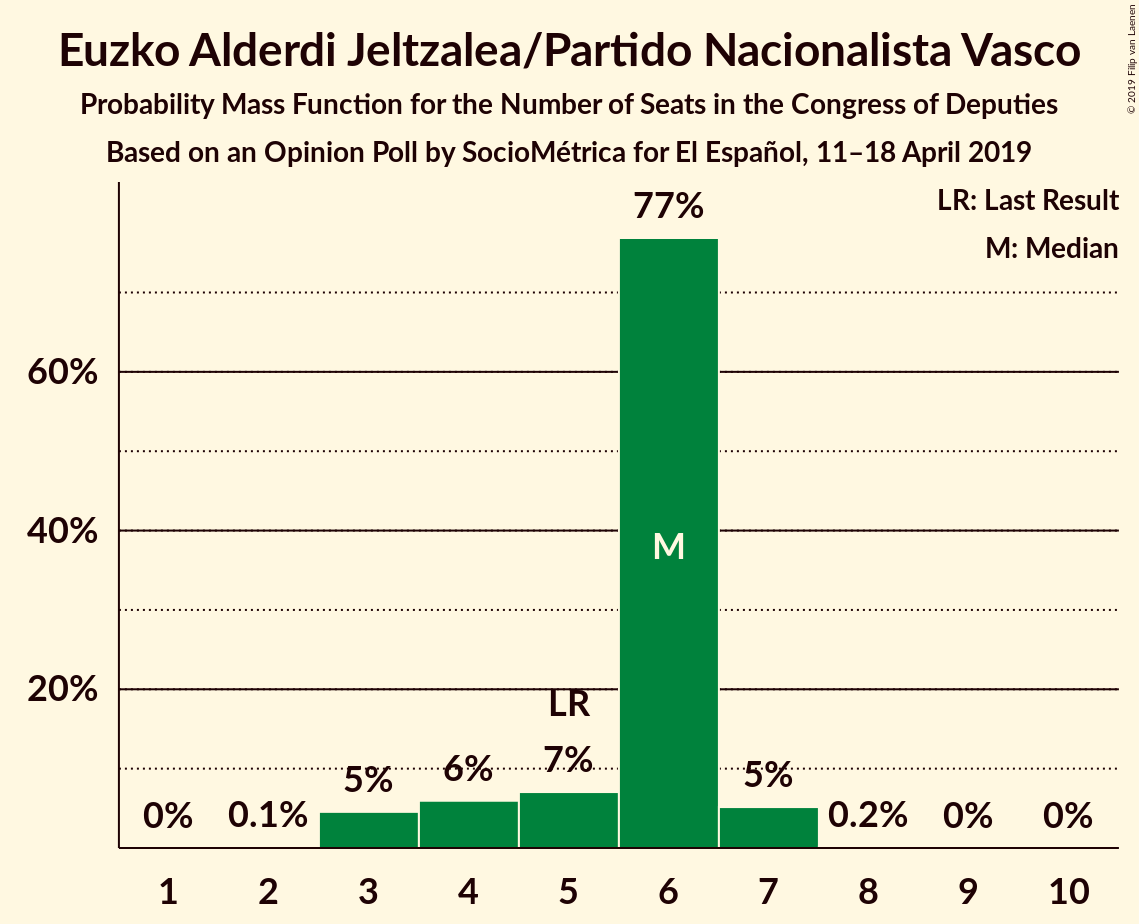 Euzko Alderdi Jeltzalea/Partido Nacionalista Vasco
Probability Mass Function for the Number of Seats in the Congress of Deputies
Based on an Opinion Poll by SocioMétrica for El Español, 11–18 April 2019
© 2019 Filip van Laenen
LR: Last Result
M: Median
77%
60%
40%
M
20%
LR
5%
6%
7%
5%
0%
0.1%
0.2%
0%
0%
1 2 3 4 5 6 7 8 9 10